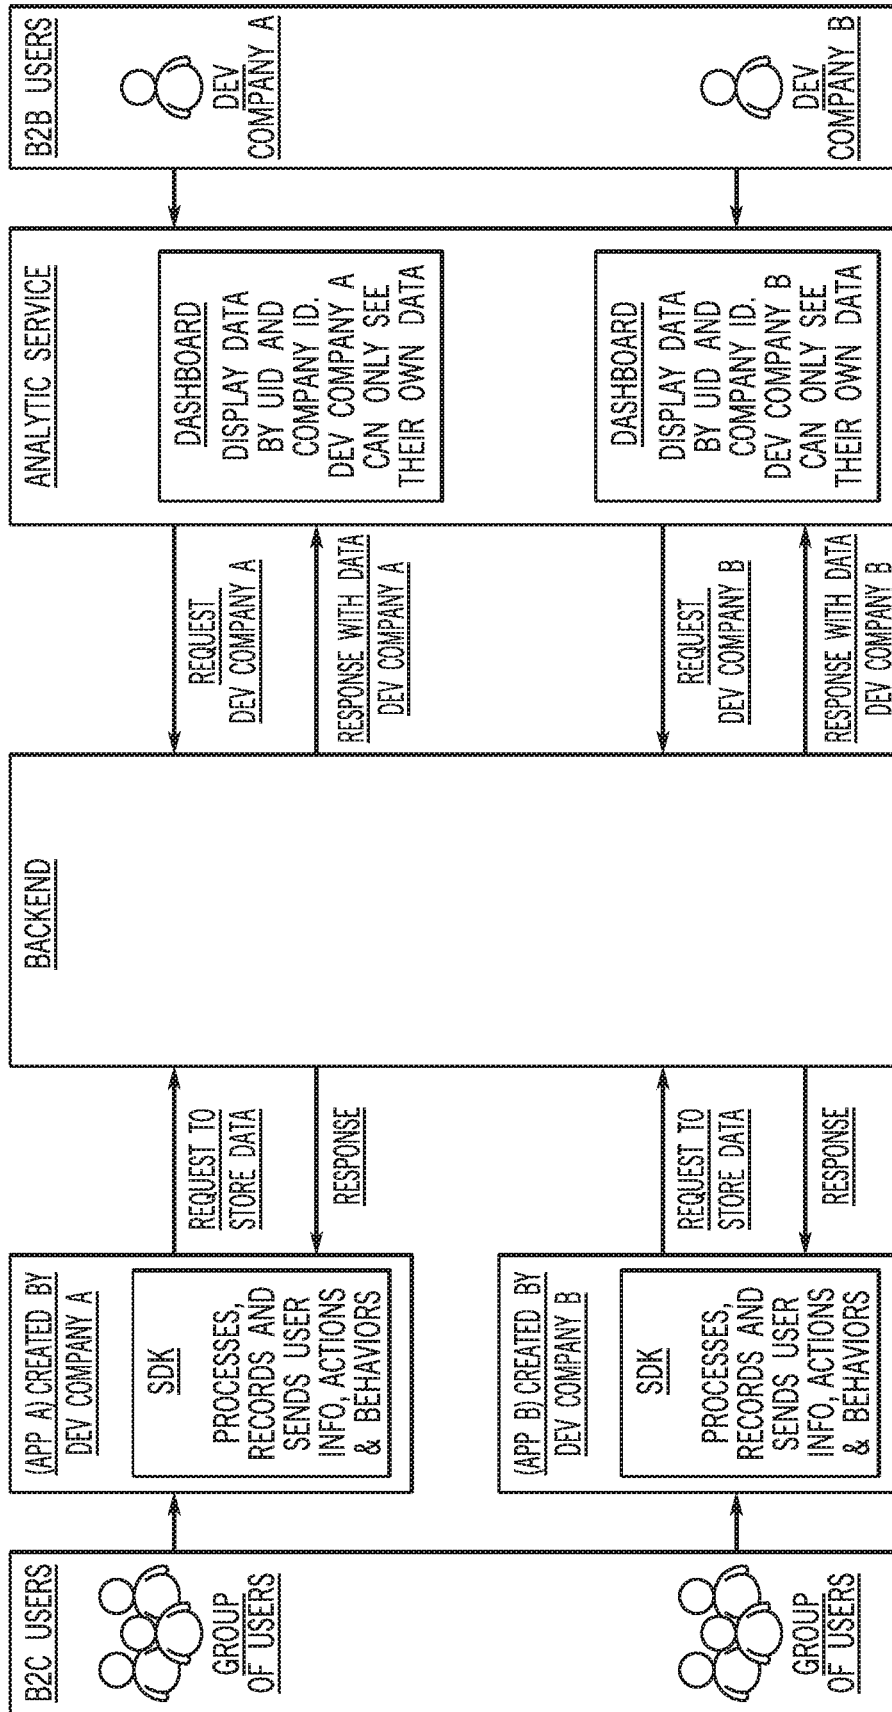 B2C USERS
GROUP
OF USERS
GROUP
OF USERS
(APP A) CREATED BY
DEV COMPANY A
SDK
PROCESSES,
RECORDS AND
SENDS USER
INFO, ACTIONS
& BEHAVIORS
(APP B) CREATED BY
DEV COMPANY B
SDK
PROCESSES,
RECORDS AND
SENDS USER
INFO, ACTIONS
& BEHAVIORS
REQUEST TO
STORE DATA
RESPONSE
REQUEST TO
STORE DATA
RESPONSE
BACKEND
REQUEST
DEV COMPANY A
RESPONSE WITH DATA
DEV COMPANY A
REQUEST
DEV COMPANY B
RESPONSE WITH DATA
DEV COMPANY B
ANALYTIC SERVICE
DASHBOARD
DISPLAY DATA
BY UID AND
COMPANY ID.
DEV COMPANY A
CAN ONLY SEE
THEIR OWN DATA
DASHBOARD
DISPLAY DATA
BY UID AND
COMPANY ID.
DEV COMPANY B
CAN ONLY SEE
THEIR OWN DATA
B2B USERS
DEV
COMPANY A
DEV
COMPANY B